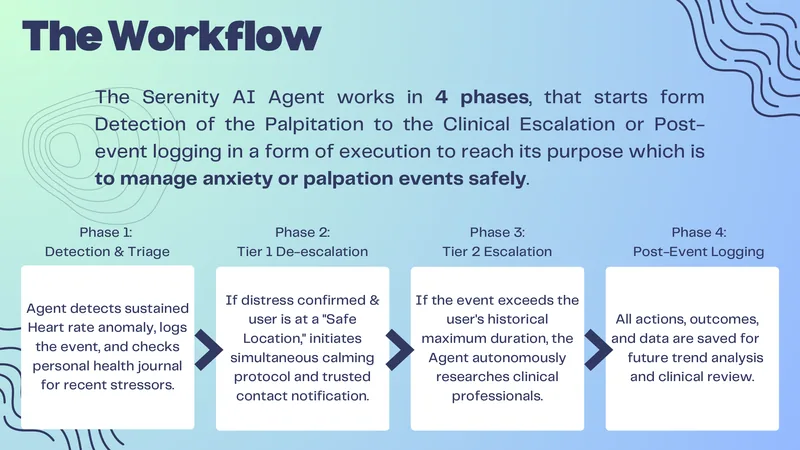 The Workflow
The Serenity AI Agent works in 4 phases, that starts form
Detection of the Palpitation to the Clinical Escalation or Post-
event logging in a form of execution to reach its purpose which is
to manage anxiety or palpation events safely.
Phase 1:
Detection & Triage
Agent detects sustained
Heart rate anomaly, logs
the event, and checks
personal health journal
for recent stressors.
Phase 2:
Tier 1 De-escalation
If distress confirmed &
user is at a "Safe
Location," initiates
simultaneous calming
protocol and trusted
contact notification.
Phase 3:
Tier 2 Escalation
If the event exceeds the
user's historical
maximum duration, the
Agent autonomously
researches clinical
professionals.
Phase 4:
Post-Event Logging
All actions, outcomes,
and data are saved for
future trend analysis
and clinical review.